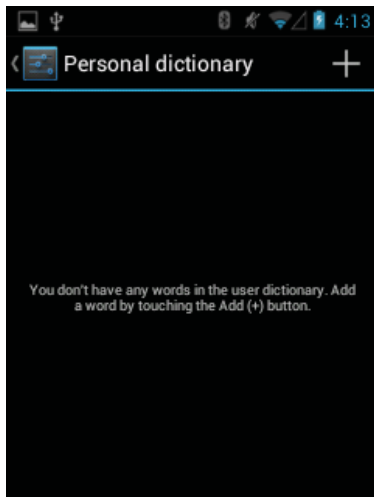 4:13
Personal dictionary
You don't have any words in the user dictionary. Add
a word by touching the Add (+) button.